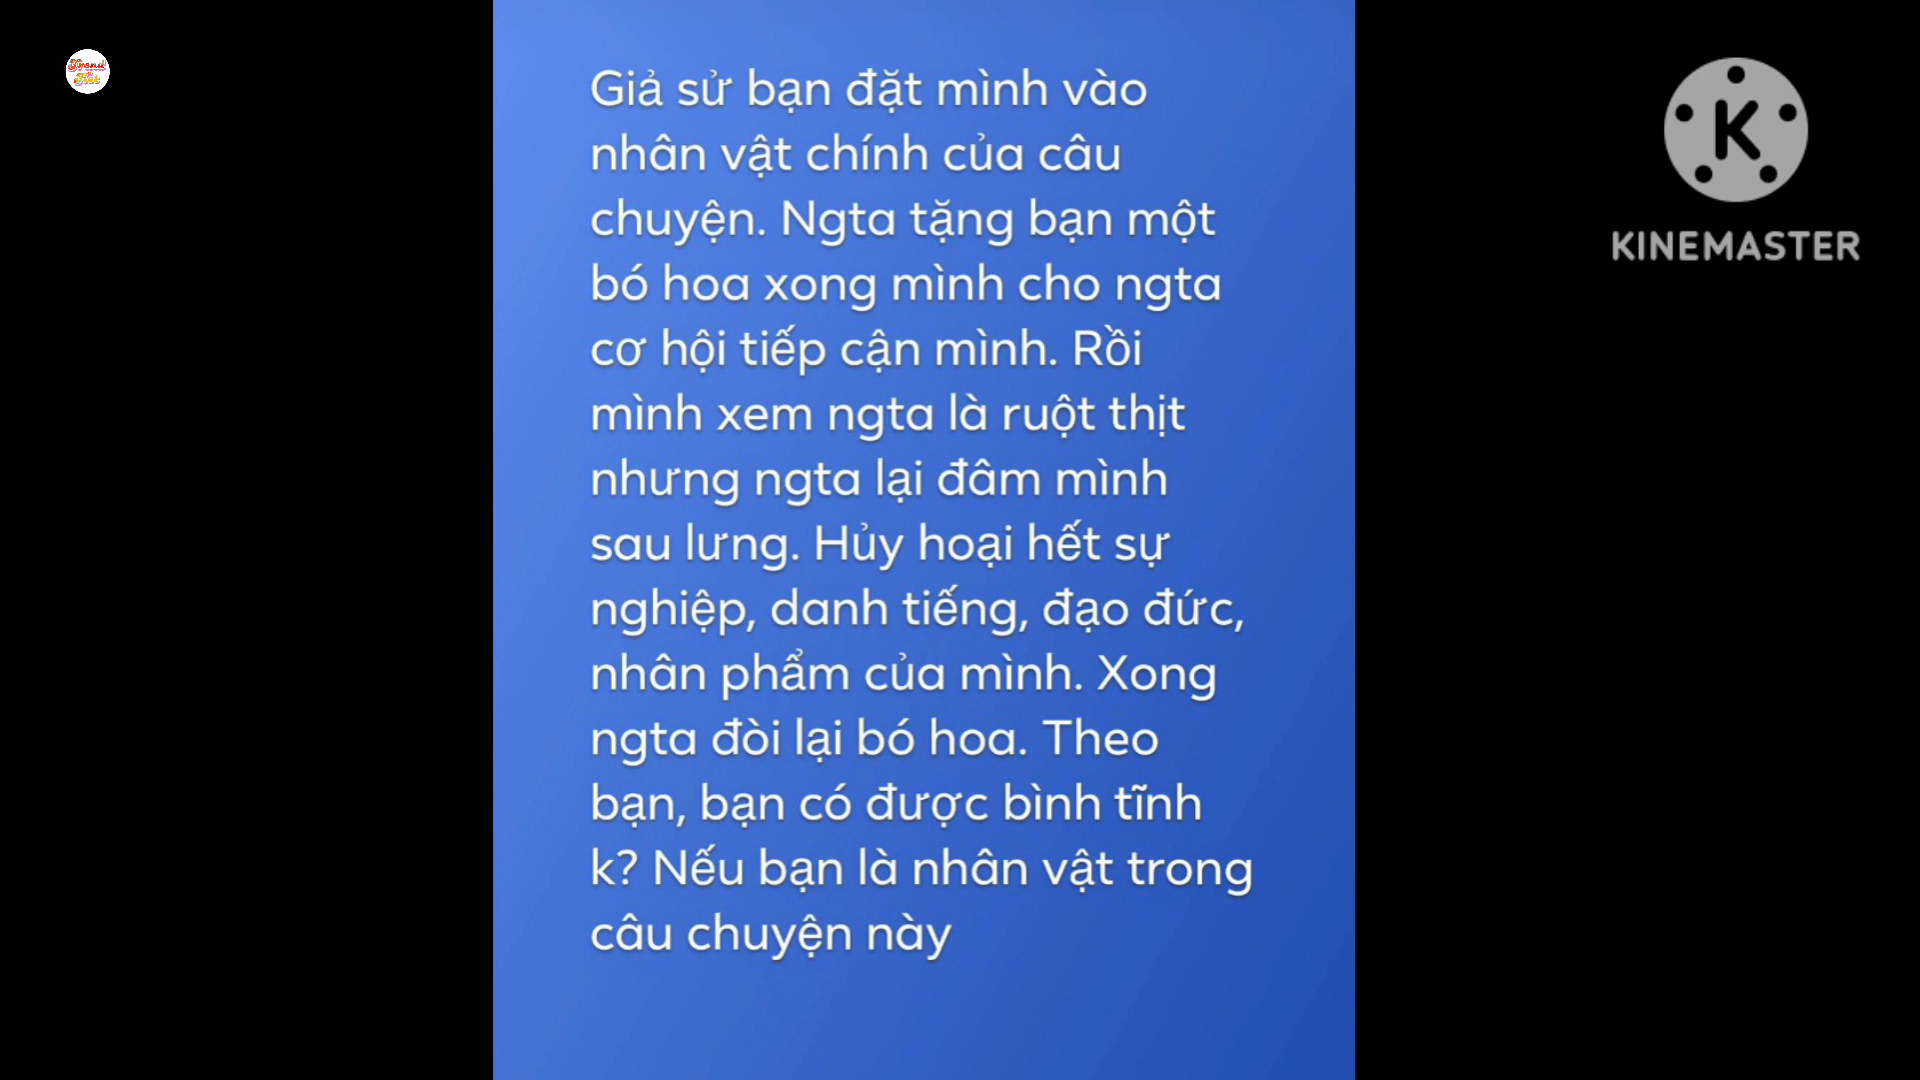 Trend
Hot
Giả sử bạn đặt mình vào
nhân vật chính của câu
chuyện. Ngta tặng bạn một
bó hoa xong mình cho ngta
cơ hội tiếp cận mình. Rồi
mình xem ngta là ruột thịt
nhưng ngta lại đâm mình
sau lưng. Hủy hoại hết sự
nghiệp, danh tiếng, đạo đức,
nhân phẩm của mình. Xong
ngta đòi lại bó hoa. Theo
bạn, bạn có được bình tĩnh
k? Nếu bạn là nhân vật trong
câu chuyện này
K
KINEMASTER